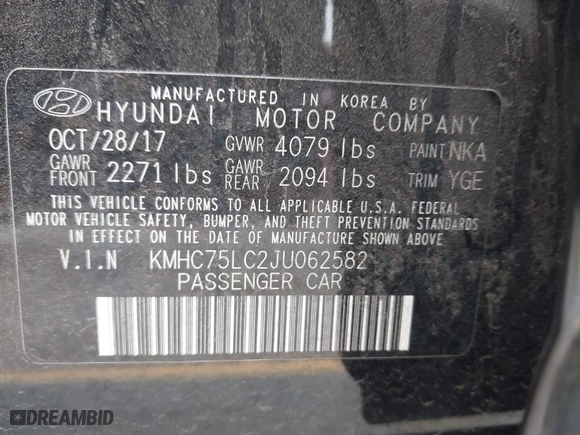 MANUFACTURED IN KOREA BY
HYUNDAI MOTOR COMPANY
OCT/28/17 GVWR 4079 lbs PAINT NKA
GAWR FRONT 2271 lbs GAWR REAR 2094 lbs TRIM YGE
THIS VEHICLE CONFORMS TO ALL APPLICABLE U.S.A. FEDERAL
MOTOR VEHICLE SAFETY, BUMPER, AND THEFT PREVENTION STANDARDS
IN EFFECT ON THE DATE OF MANUFACTURE SHOWN ABOVE
V.I.N KMHC75LC2JU062582
PASSENGER CAR
DREAMBID